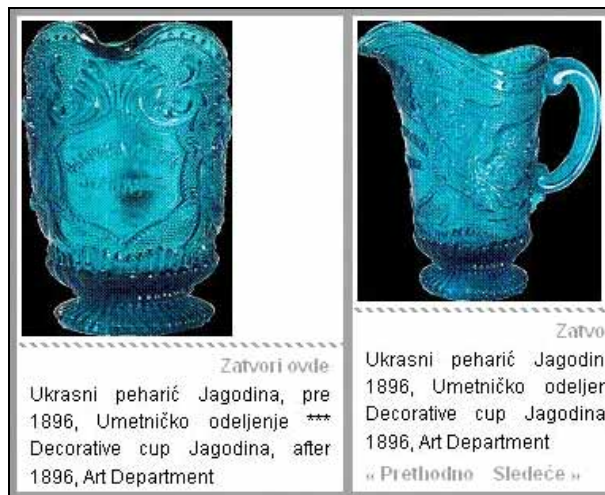 Zatvori ovde
Ukrasni peharić Jagodina, pre
1896, Umetničko odeljenje ***
Decorative cup Jagodina, after
1896, Art Department
Zatvo
Ukrasni peharić Jagodin
1896, Umetničko odeljer
Decorative cup Jagodina
1896, Art Department
« Prethodno Sledeće »